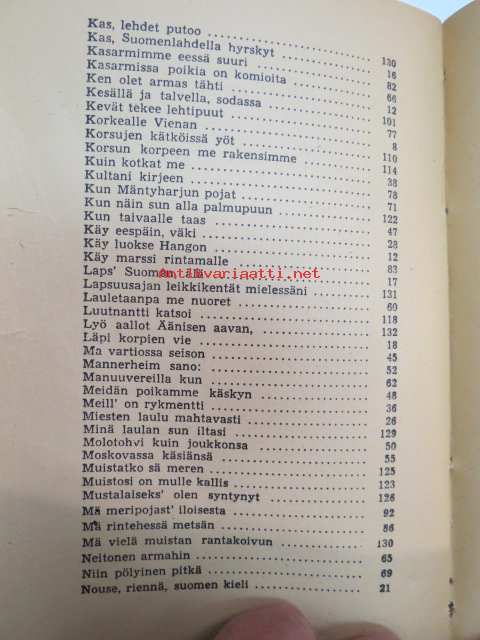 Kas, lehdet putoo 130
Kas, Suomenlahdella hyrskyt 16
Kasarmimme eessä suuri 82
Kasarmissa poikia on komioita 66
Ken olet armas tähti 12
Kesällä ja talvella, sodassa 101
Kevät tekee lehtipuut 77
Korkealle Vienan 8
Korsujen kätköissä yöt 110
Korsun korpeen me rakensimme 114
Kuin kotkat me 38
Kultani kirjeen 78
Kun Mäntyharjun pojat 71
Kun näin sun alla palmupuun 122
Kun taivaalle taas 47
Käy eespäin, väki 28
Käy luokse Hangon 12
Käy marssi rintamalle 83
Laps' Suomen, älä 17
antikvariaatti.net
Lapsuusajan leikkikentät mielessäni 131
Lauletaanpa me nuoret 60
Luutnantti katsoi 118
Lyö aallot Äänisen aavan, 132
Läpi korpien vie 18
Ma vartiossa seison 45
Mannerheim sano: 52
Manuuvereilla kun 62
Meidän poikamme käskyn 48
Meill' on rykmentti 36
Miesten laulu mahtavasti 26
Minä laulan sun iltasi 129
Molotohvi kuin joukkonsa 50
Moskovassa käsiänsä 55
Muistatko sä meren 125
Muistosi on mulle kallis 123
Mustalaiseks' olen syntynyt 126
Mä meripojast' iloisesta 92
Mä rintehessä metsän 86
Mä vielä muistan rantakoivun 130
Neitonen armahin 65
Niin pölyinen pitkä 69
Nouse, riennä, suomen kieli 21